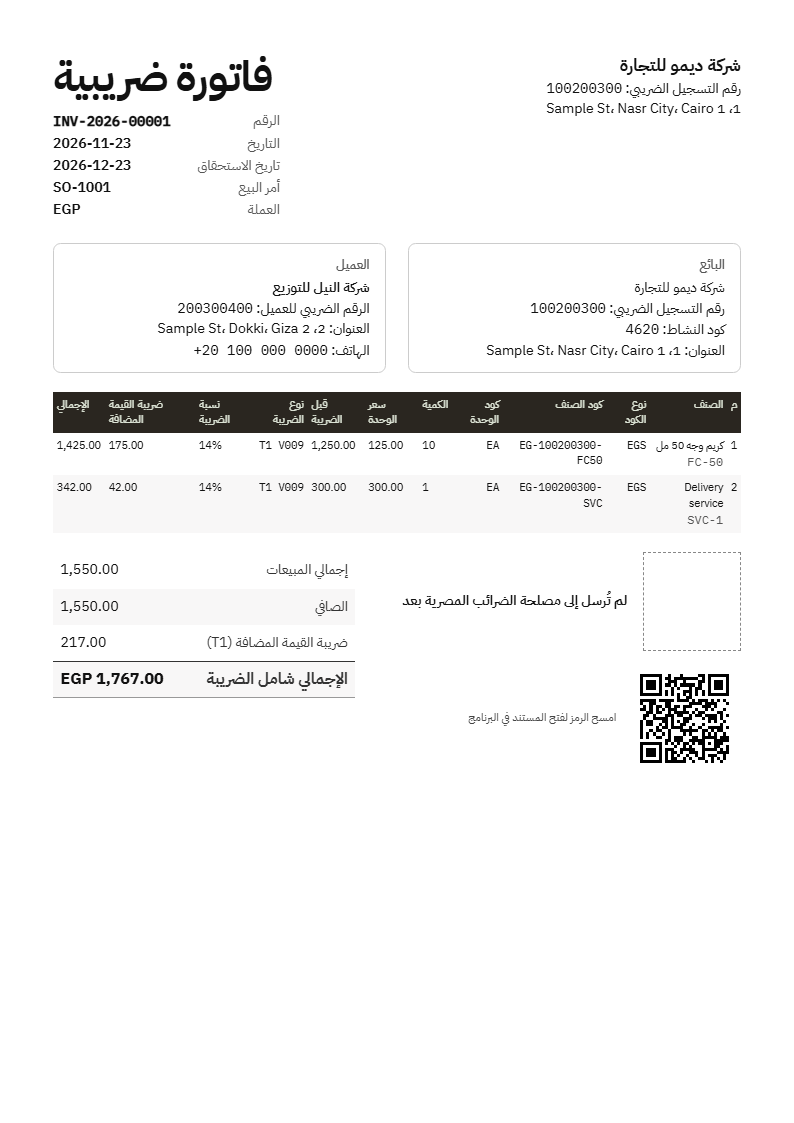 شركة ديمو للتجارة
رقم التسجيل الضريبي: 100200300
1، Sample St، Nasr City، Cairo 1
فاتورة ضريبية
الرقم INV-2026-00001
التاريخ 2026-11-23
تاريخ الاستحقاق 2026-12-23
أمر البيع SO-1001
العملة EGP
البائع
شركة ديمو للتجارة
رقم التسجيل الضريبي: 100200300
كود النشاط: 4620
العنوان: 1، Sample St، Nasr City، Cairo 1
العميل
شركة النيل للتوزيع
الرقم الضريبي للعميل: 200300400
العنوان: 2، Sample St، Dokki، Giza 2
الهاتف: +20 100 000 0000
م الصنف نوع الكود كود الصنف كود الوحدة الكمية سعر الوحدة قبل الضريبة نوع الضريبة نسبة الضريبة ضريبة القيمة المضافة الإجمالي
1 كريم وجه 50 مل EGS EG-100200300-FC50 EA 10 125.00 1,250.00 T1 V009 14% 175.00 1,425.00
FC-50
2 Delivery service EGS EG-100200300-SVC EA 1 300.00 300.00 T1 V009 14% 42.00 342.00
SVC-1
لم تُرسل إلى مصلحة الضرائب المصرية بعد
امسح الرمز لفتح المستند في البرنامج
إجمالي المبيعات 1,550.00
الصافي 1,550.00
ضريبة القيمة المضافة (T1) 217.00
الإجمالي شامل الضريبة EGP 1,767.00